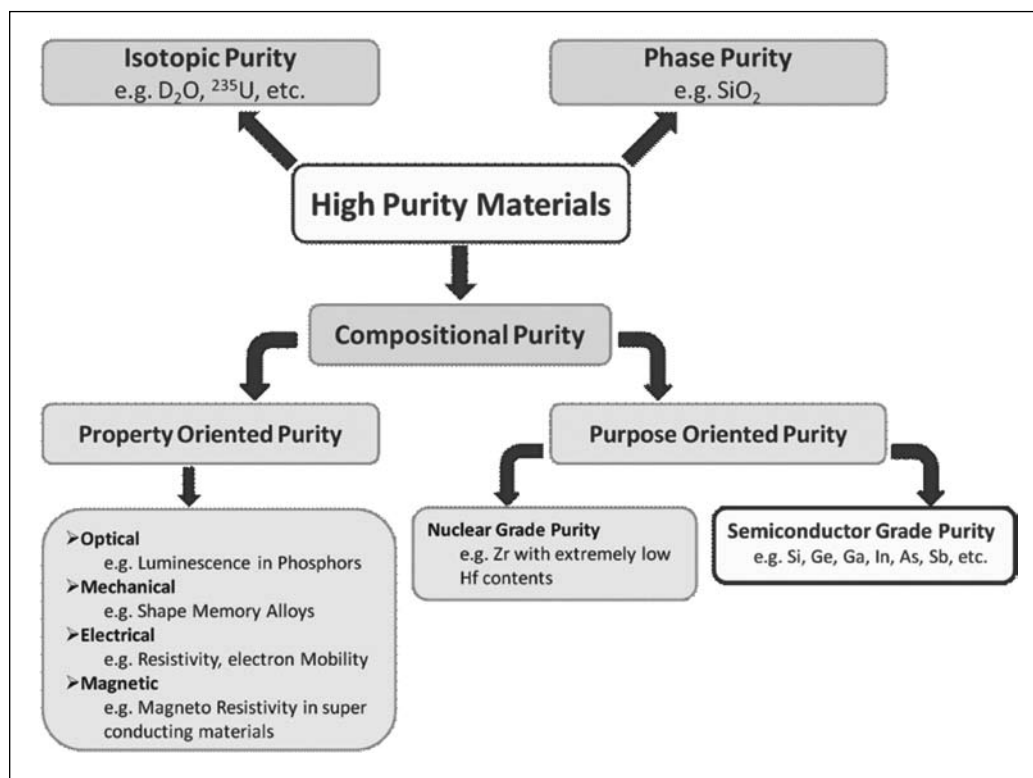 Isotopic Purity
e.g. D₂O, ²³⁵U, etc.
Phase Purity
e.g. SiO₂
High Purity Materials
Compositional Purity
Property Oriented Purity
Purpose Oriented Purity
➢Optical
e.g. Luminescence in Phosphors
➢Mechanical
e.g. Shape Memory Alloys
➢Electrical
e.g. Resistivity, electron Mobility
➢Magnetic
e.g. Magneto Resistivity in super
conducting materials
Nuclear Grade Purity
e.g. Zr with extremely low
Hf contents
Semiconductor Grade Purity
e.g. Si, Ge, Ga, In, As, Sb, etc.